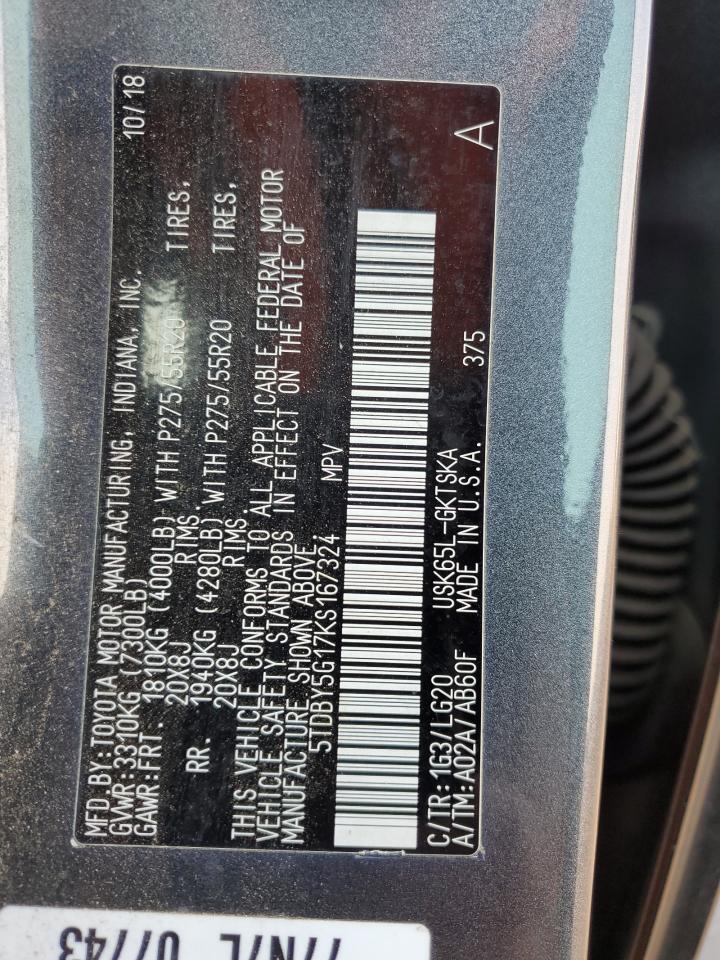 MFD.BY:TOYOTA MOTOR MANUFACTURING, INDIANA, INC. 10/18
GVWR:3310KG (7300LB)
GAWR:FRT. 1810KG (4000LB) WITH P275/55R20 TIRES,
20X8J RIMS
RR. 1940KG (4280LB) WITH P275/55R20 TIRES,
20X8J RIMS.
THIS VEHICLE CONFORMS TO ALL APPLICABLE FEDERAL MOTOR
VEHICLE SAFETY STANDARDS IN EFFECT ON THE DATE OF
MANUFACTURE SHOWN ABOVE
5TDBY5G17KS167324 MPV
C/TR:1G3/LG20 USK65L-GKTSKA 375
A/TM:A02A/AB60F MADE IN U.S.A. A